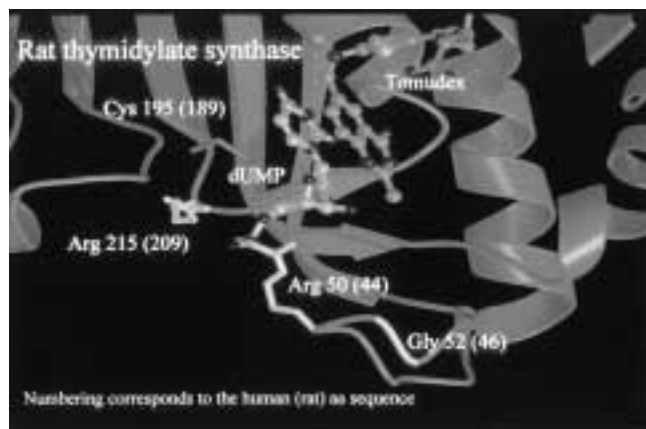 Rat thymidylate synthase
Tomudex
Cys 195 (189)
dUMP
Arg 215 (209)
Arg 50 (44)
Gly 52 (46)
Numbering corresponds to the human (rat) aa sequence